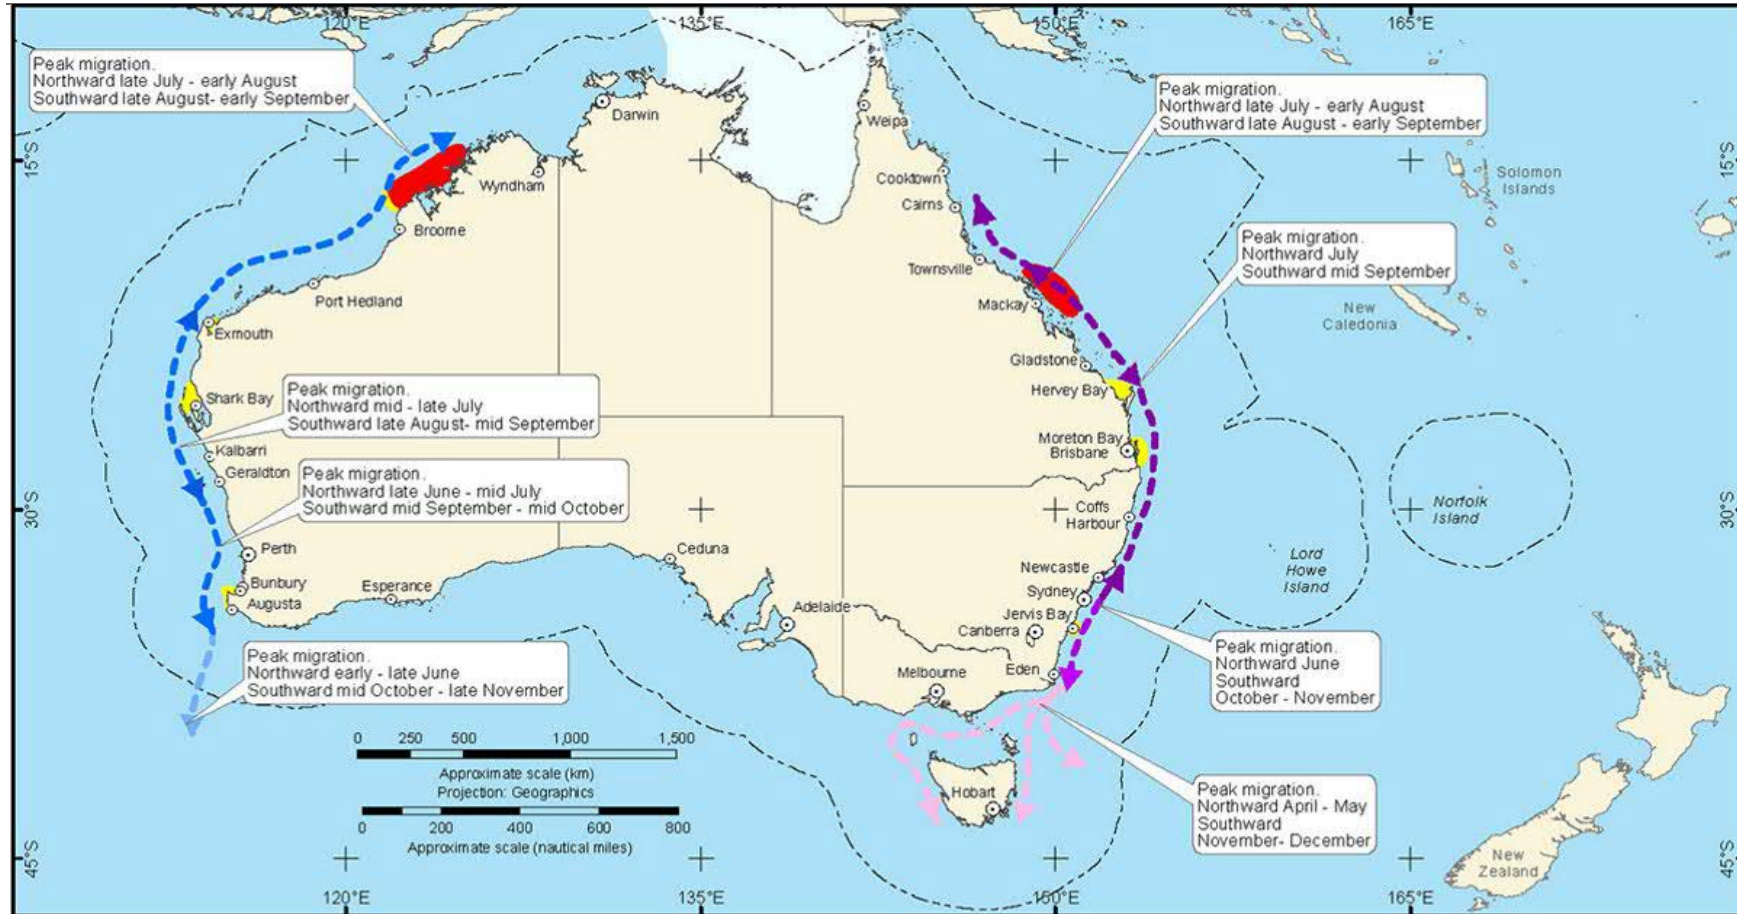 120°E
135°E
150°E
165°E
Peak migration.
Northward late July - early August
Southward late August- early September
Darwin
Weipa
Peak migration.
Northward late July - early August
Southward late August - early September
15°S
15°S
Wyndham
Cooktown
Solomon
Islands
Cairns
Broome
Peak migration.
Northward July
Southward mid September
Townsville
Port Hedland
Mackay
New
Caledonia
Exmouth
Gladstone
Hervey Bay
Shark Bay
Peak migration.
Northward mid - late July
Southward late August- mid September
Moreton Bay
Brisbane
Kalbarri
Geraldton
Peak migration.
Northward late June - mid July
Southward mid September - mid October
30°S
30°S
Coffs
Harbour
Norfolk
Island
Perth
Ceduna
Lord
Howe
Island
Newcastle
Bunbury
Esperance
Sydney
Augusta
Adelaide
Jervis Bay
Canberra
Peak migration.
Northward early - late June
Southward mid October - late November
Melbourne
Eden
Peak migration.
Northward June
Southward
October - November
0 250 500 1,000 1,500
Approximate scale (km)
Projection: Geographics
0 200 400 600 800
Approximate scale (nautical miles)
Hobart
Peak migration.
Northward April - May
Southward
November- December
45°S
45°S
New
Zealand
120°E
135°E
150°E
165°E